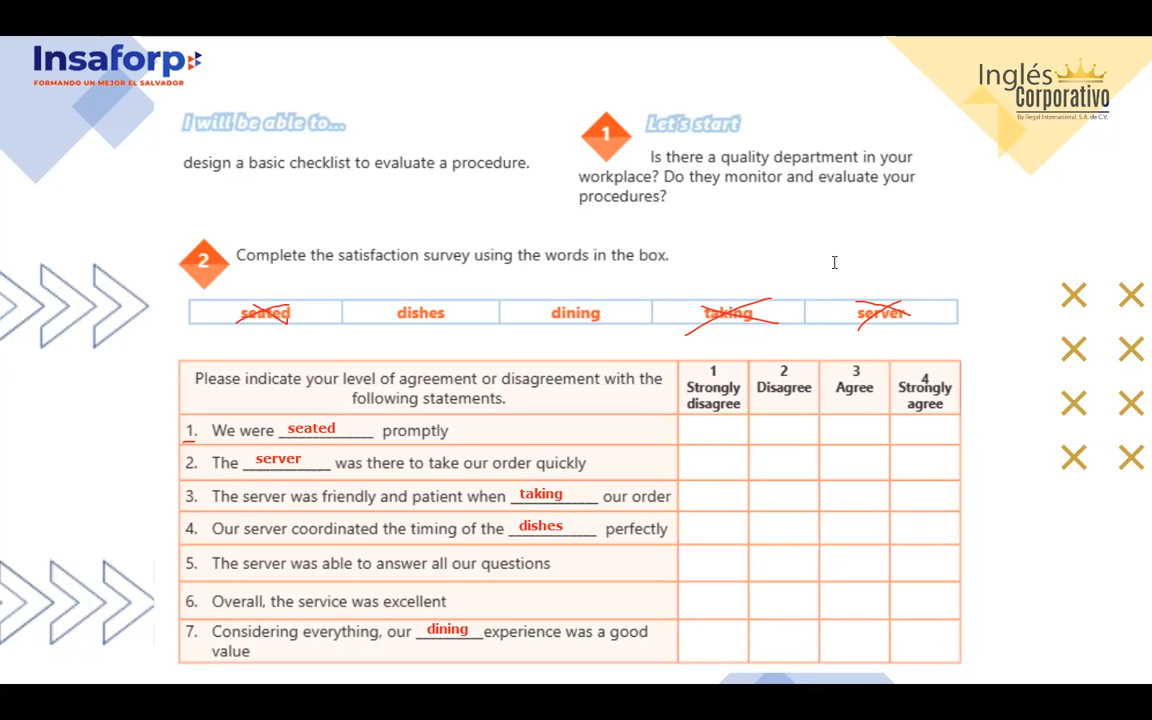 Insaforp
FORMANDO UN MEJOR EL SALVADOR
Inglés
Corporativo
By Regal International, S.A. de C.V.
I will be able to...
design a basic checklist to evaluate a procedure.
1
Let's start
Is there a quality department in your
workplace? Do they monitor and evaluate your
procedures?
2
Complete the satisfaction survey using the words in the box.
seated dishes dining taking server
Please indicate your level of agreement or disagreement with the
following statements.
1
Strongly
disagree
2
Disagree
3
Agree
4
Strongly
agree
1. We were seated promptly
2. The server was there to take our order quickly
3. The server was friendly and patient when taking our order
4. Our server coordinated the timing of the dishes perfectly
5. The server was able to answer all our questions
6. Overall, the service was excellent
7. Considering everything, our dining experience was a good
value